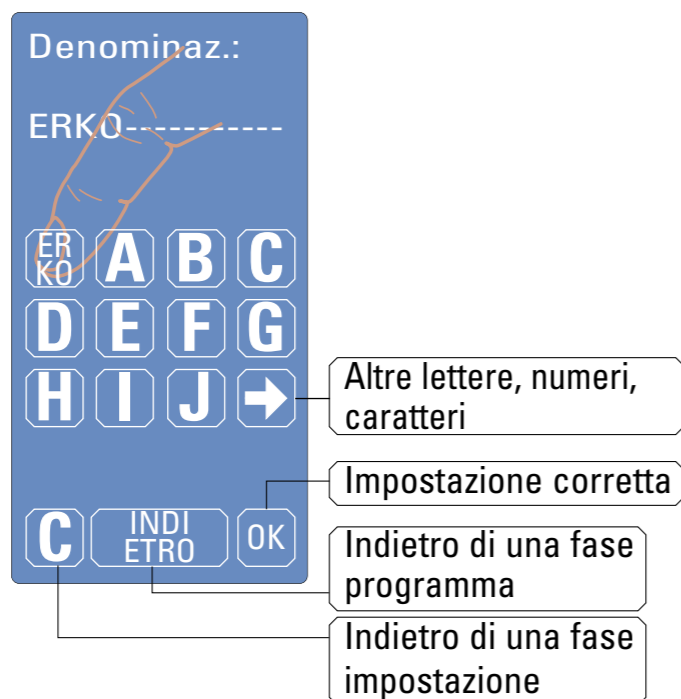 Denominaz.:
ERKO-----------
ER
KO
A B C
D E F G
H I J ➔
Altre lettere, numeri,
caratteri
Impostazione corretta
C
INDI
ETRO
OK
Indietro di una fase
programma
Indietro di una fase
impostazione